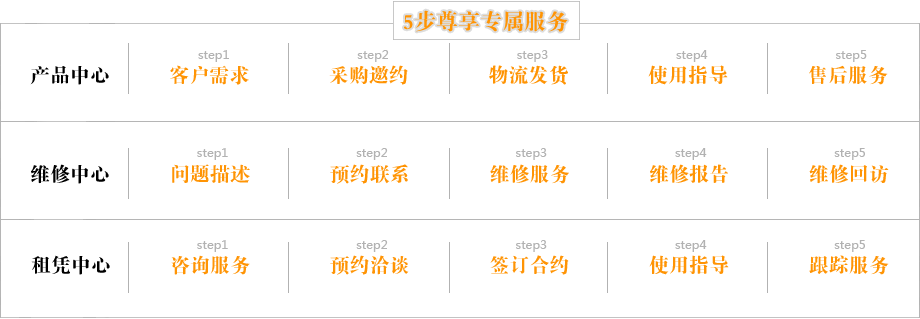 5步尊享专属服务
step1 step2 step3 step4 step5
产品中心 客户需求 采购邀约 物流发货 使用指导 售后服务
step1 step2 step3 step4 step5
维修中心 问题描述 预约联系 维修服务 维修报告 维修回访
step1 step2 step3 step4 step5
租凭中心 咨询服务 预约洽谈 签订合约 使用指导 跟踪服务